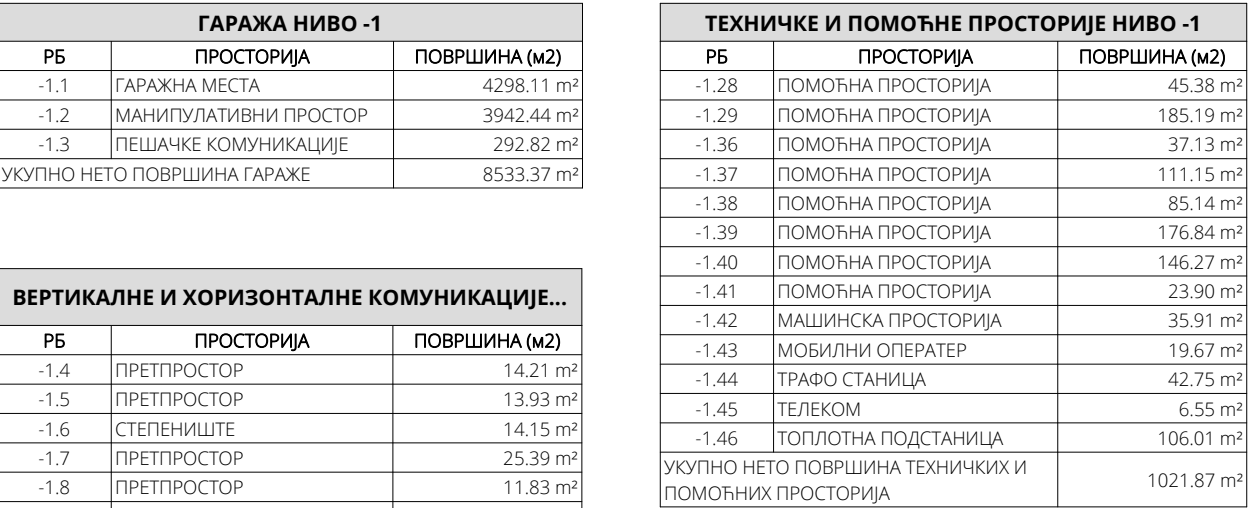 ГАРАЖА НИВО -1
РБ ПРОСТОРИЈА ПОВРШИНА (м2)
-1.1 ГАРАЖНА МЕСТА 4298.11 m²
-1.2 МАНИПУЛАТИВНИ ПРОСТОР 3942.44 m²
-1.3 ПЕШАЧКЕ КОМУНИКАЦИЈЕ 292.82 m²
УКУПНО НЕТО ПОВРШИНА ГАРАЖЕ 8533.37 m²
ВЕРТИКАЛНЕ И ХОРИЗОНТАЛНЕ КОМУНИКАЦИЈЕ...
РБ ПРОСТОРИЈА ПОВРШИНА (м2)
-1.4 ПРЕТПРОСТОР 14.21 m²
-1.5 ПРЕТПРОСТОР 13.93 m²
-1.6 СТЕПЕНИШТЕ 14.15 m²
-1.7 ПРЕТПРОСТОР 25.39 m²
-1.8 ПРЕТПРОСТОР 11.83 m²
ТЕХНИЧКЕ И ПОМОЋНЕ ПРОСТОРИЈЕ НИВО -1
РБ ПРОСТОРИЈА ПОВРШИНА (м2)
-1.28 ПОМОЋНА ПРОСТОРИЈА 45.38 m²
-1.29 ПОМОЋНА ПРОСТОРИЈА 185.19 m²
-1.36 ПОМОЋНА ПРОСТОРИЈА 37.13 m²
-1.37 ПОМОЋНА ПРОСТОРИЈА 111.15 m²
-1.38 ПОМОЋНА ПРОСТОРИЈА 85.14 m²
-1.39 ПОМОЋНА ПРОСТОРИЈА 176.84 m²
-1.40 ПОМОЋНА ПРОСТОРИЈА 146.27 m²
-1.41 ПОМОЋНА ПРОСТОРИЈА 23.90 m²
-1.42 МАШИНСКА ПРОСТОРИЈА 35.91 m²
-1.43 МОБИЛНИ ОПЕРАТЕР 19.67 m²
-1.44 ТРАФО СТАНИЦА 42.75 m²
-1.45 ТЕЛЕКОМ 6.55 m²
-1.46 ТОПЛОТНА ПОДСТАНИЦА 106.01 m²
УКУПНО НЕТО ПОВРШИНА ТЕХНИЧКИХ И
ПОМОЋНИХ ПРОСТОРИЈА 1021.87 m²